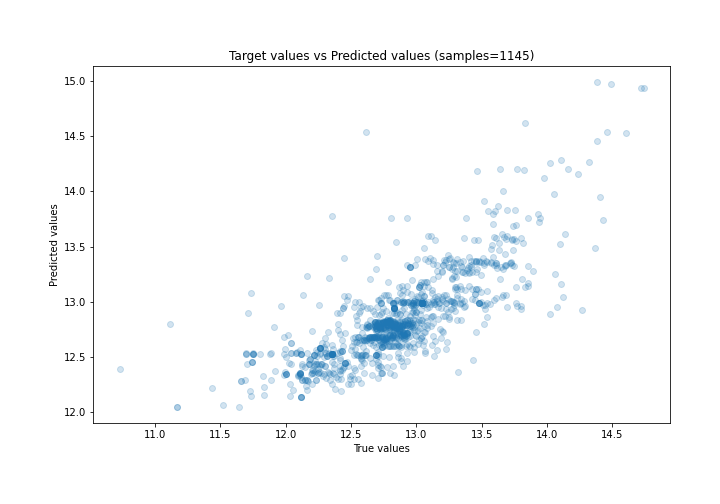 Target values vs Predicted values (samples=1145)
15.0
14.5
14.0
13.5
13.0
12.5
12.0
Predicted values
11.0 11.5 12.0 12.5 13.0 13.5 14.0 14.5
True values